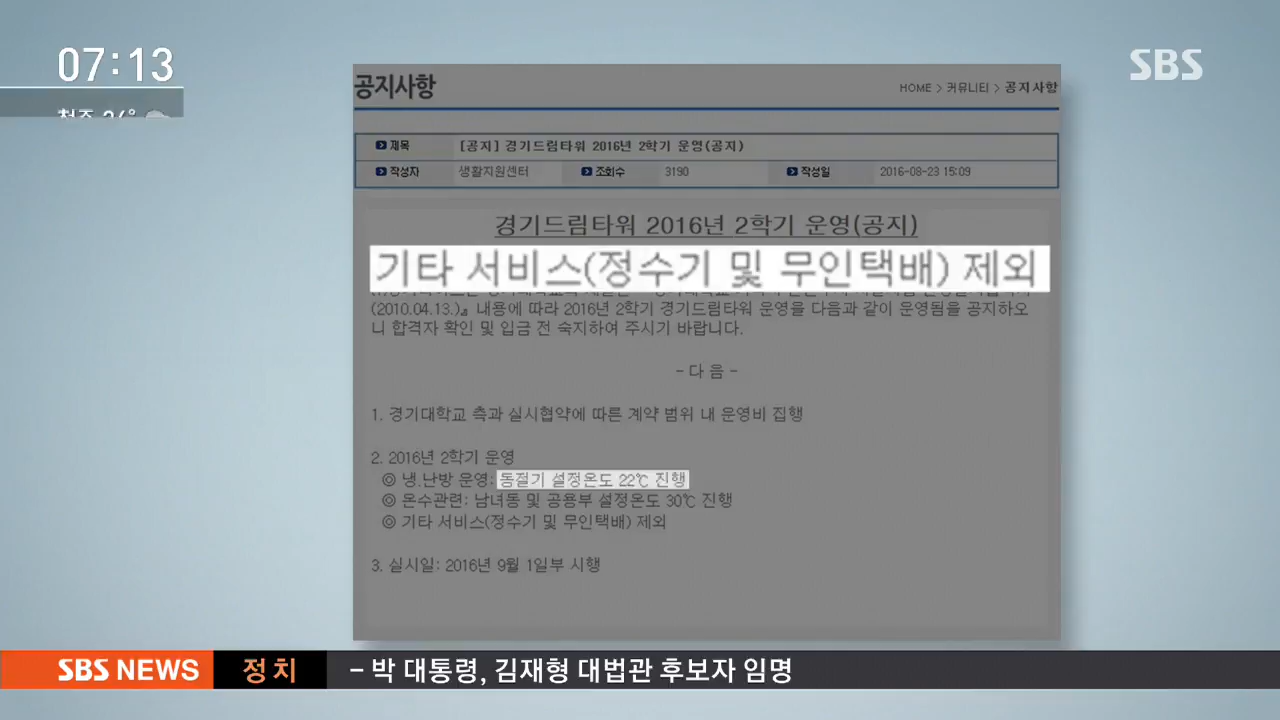 07:13
SBS
청주 24°
공지사항
HOME > 커뮤니티 > 공지사항
제목 [공지] 경기드림타워 2016년 2학기 운영(공지)
작성자 생활지원센터 조회수 3190 작성일 2016-08-23 15:09
경기드림타워 2016년 2학기 운영(공지)
기타 서비스(정수기 및 무인택배) 제외
(2010.04.13.)』 내용에 따라 2016년 2학기 경기드림타워 운영을 다음과 같이 운영됨을 공지하오
니 합격자 확인 및 입금 전 숙지하여 주시기 바랍니다.
- 다 음 -
1. 경기대학교 측과 실시협약에 따른 계약 범위 내 운영비 집행
2. 2016년 2학기 운영
◎ 냉.난방 운영: 동절기 설정온도 22℃ 진행
◎ 온수관련: 남녀동 및 공용부 설정온도 30℃ 진행
◎ 기타 서비스(정수기 및 무인택배) 제외
3. 실시일: 2016년 9월 1일부 시행
SBS NEWS 정치 – 박 대통령, 김재형 대법관 후보자 임명